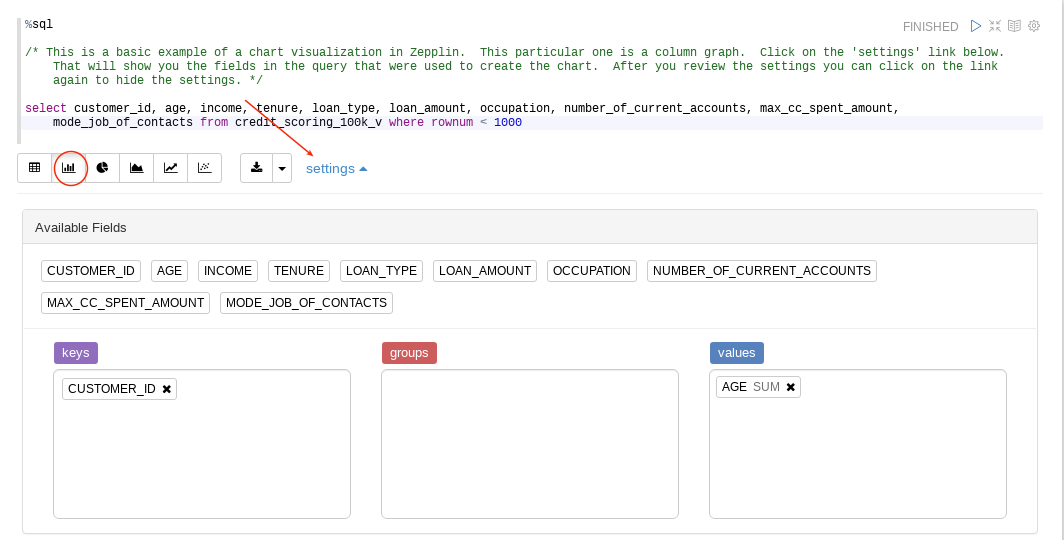 %sql
FINISHED
/* This is a basic example of a chart visualization in Zepplin.  This particular one is a column graph.  Click on the 'settings' link below.
That will show you the fields in the query that were used to create the chart.  After you review the settings you can click on the link
again to hide the settings. */
select customer_id, age, income, tenure, loan_type, loan_amount, occupation, number_of_current_accounts, max_cc_spent_amount,
mode_job_of_contacts from credit_scoring_100k_v where rownum < 1000
settings
Available Fields
CUSTOMER_ID AGE INCOME TENURE LOAN_TYPE LOAN_AMOUNT OCCUPATION NUMBER_OF_CURRENT_ACCOUNTS
MAX_CC_SPENT_AMOUNT MODE_JOB_OF_CONTACTS
keys groups values
CUSTOMER_ID ✖ AGE SUM ✖